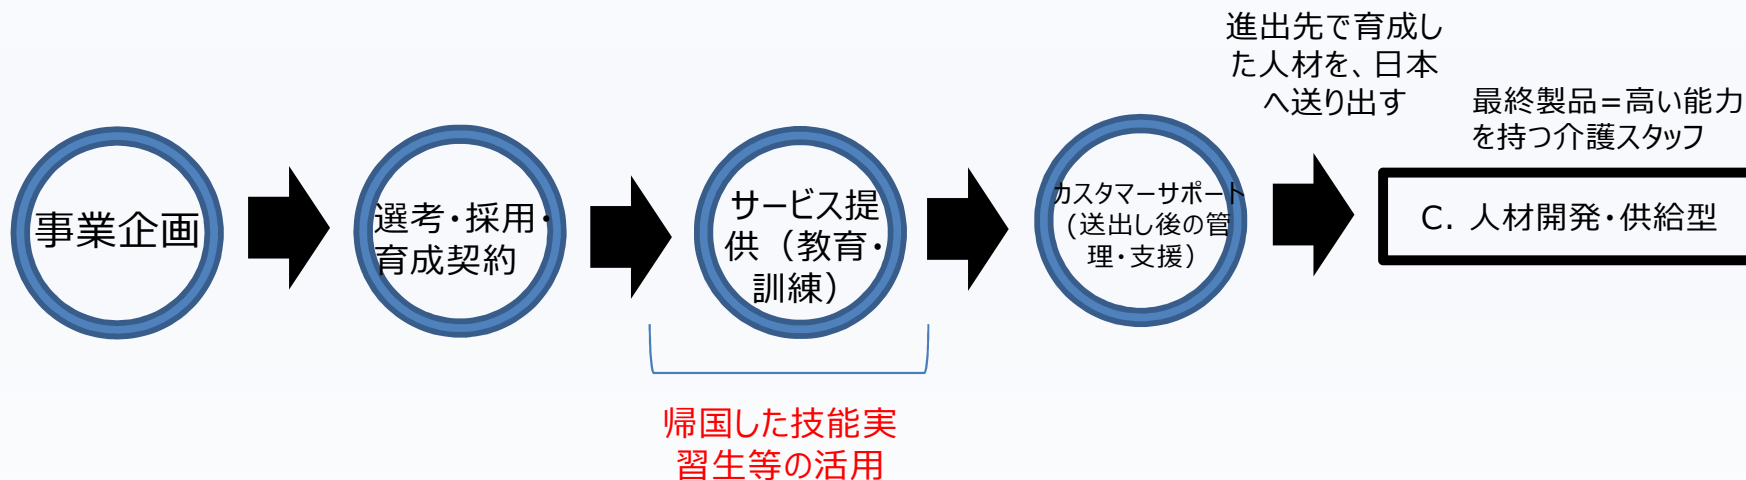 事業企画
選考・採用・
育成契約
サービス提
供（教育・
訓練）
カスタマーサポート
(送出し後の管
理・支援)
進出先で育成し
た人材を、日本
へ送り出す
最終製品=高い能力
を持つ介護スタッフ
C. 人材開発・供給型
帰国した技能実
習生等の活用